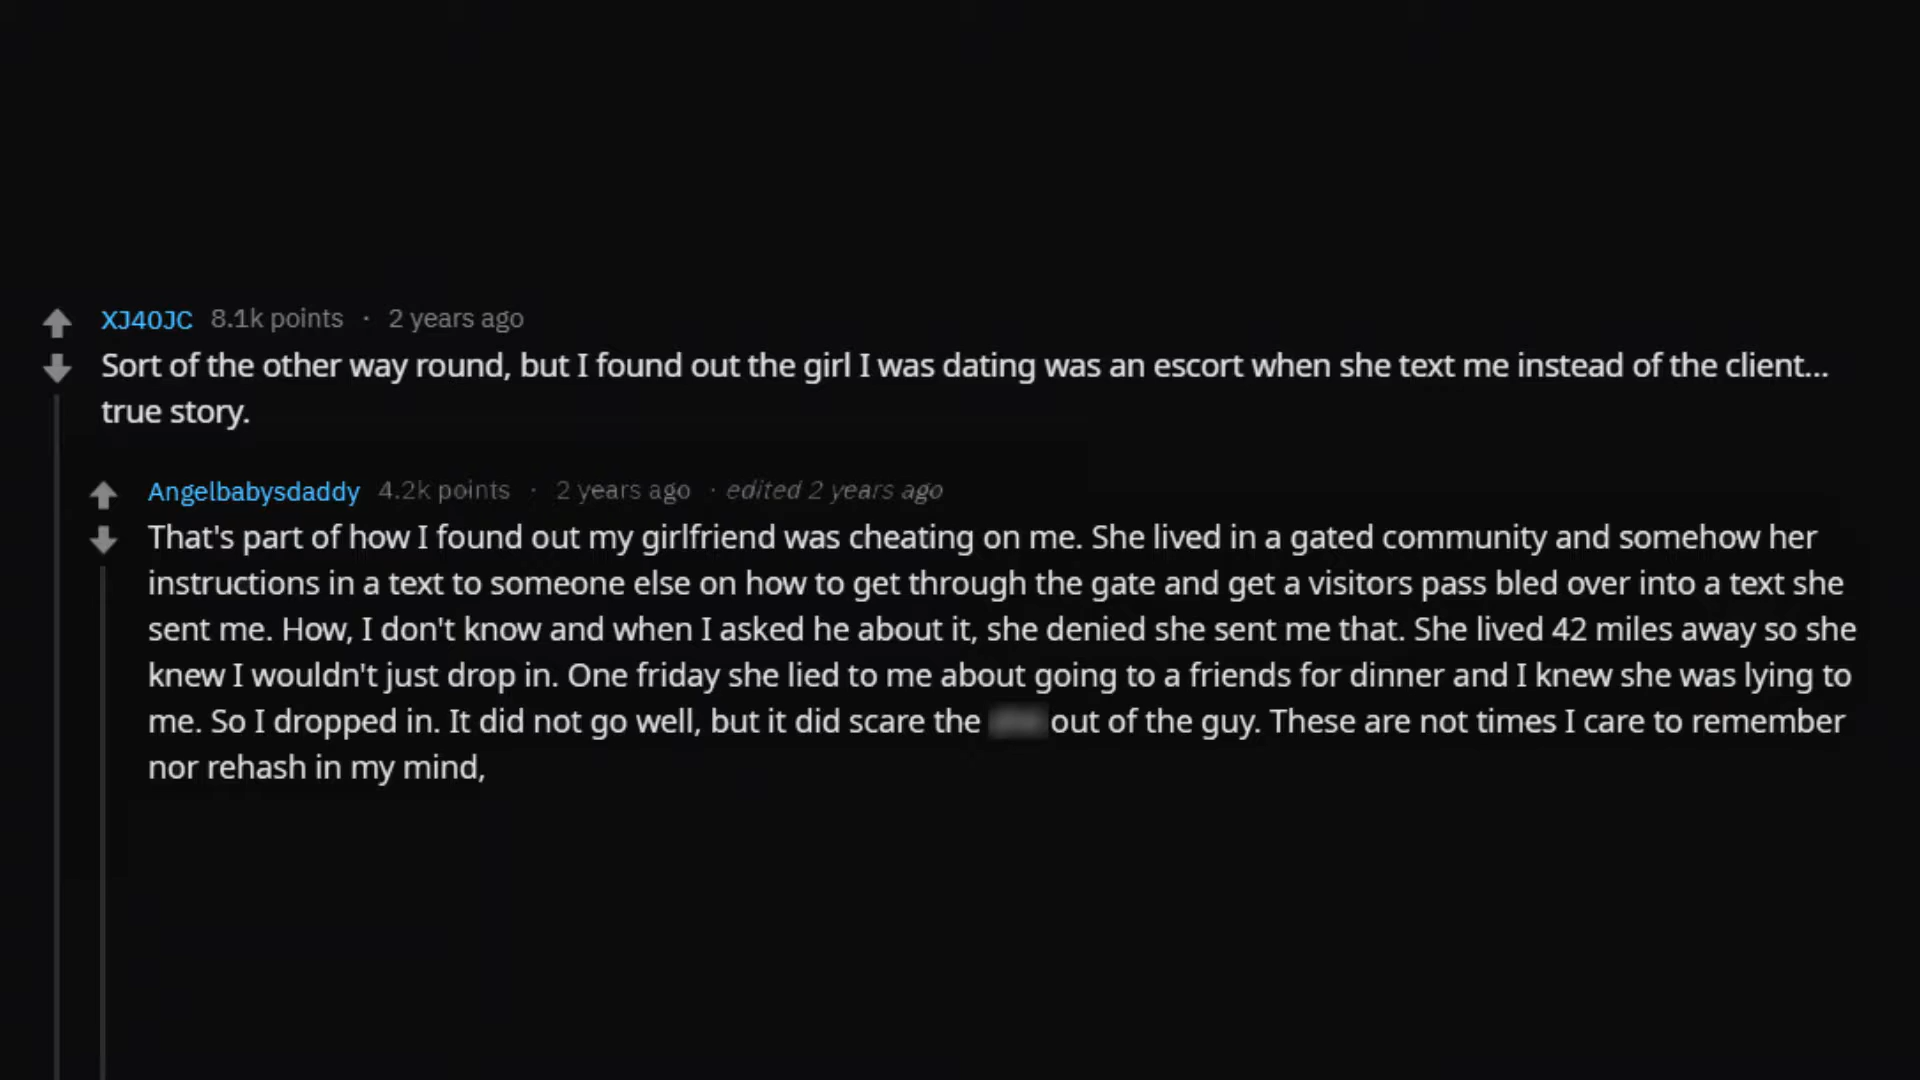 XJ40JC 8.1k points · 2 years ago
Sort of the other way round, but I found out the girl I was dating was an escort when she text me instead of the client...
true story.
Angelbabysdaddy 4.2k points · 2 years ago · edited 2 years ago
That's part of how I found out my girlfriend was cheating on me. She lived in a gated community and somehow her
instructions in a text to someone else on how to get through the gate and get a visitors pass bled over into a text she
sent me. How, I don't know and when I asked he about it, she denied she sent me that. She lived 42 miles away so she
knew I wouldn't just drop in. One friday she lied to me about going to a friends for dinner and I knew she was lying to
me. So I dropped in. It did not go well, but it did scare the out of the guy. These are not times I care to remember
nor rehash in my mind,